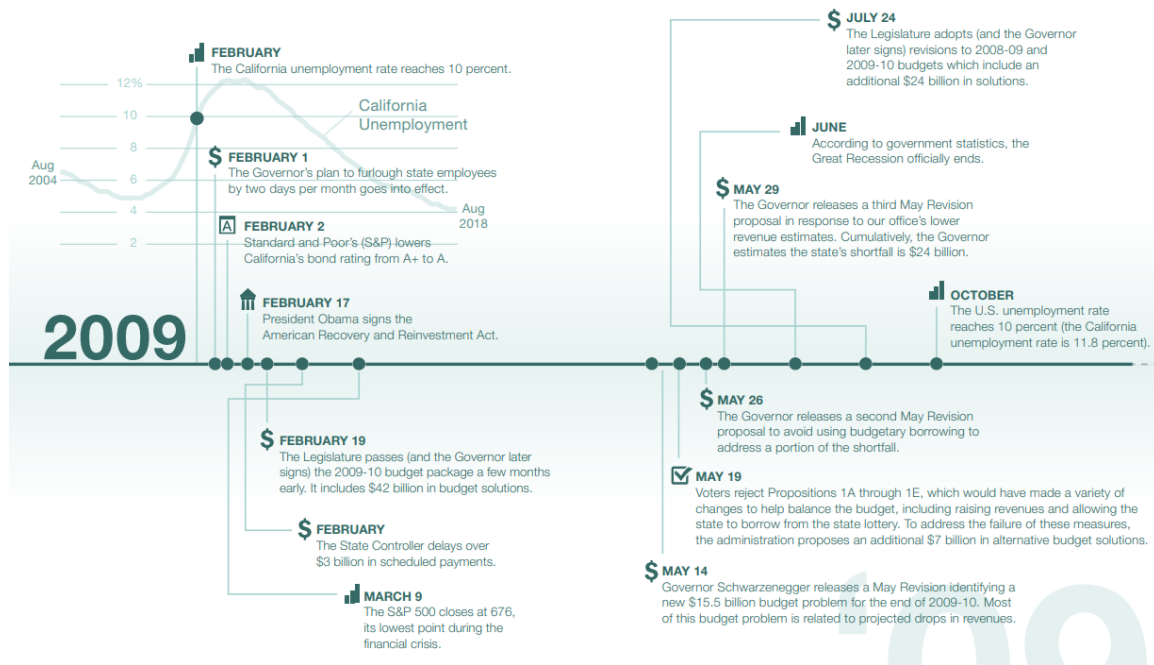 FEBRUARY
The California unemployment rate reaches 10 percent.
12%
10
8
6
4
2
California
Unemployment
Aug
2004
Aug
2018
FEBRUARY 1
The Governor's plan to furlough state employees
by two days per month goes into effect.
A
FEBRUARY 2
Standard and Poor's (S&P) lowers
California's bond rating from A+ to A.
FEBRUARY 17
President Obama signs the
American Recovery and Reinvestment Act.
2009
$ FEBRUARY 19
The Legislature passes (and the Governor later
signs) the 2009-10 budget package a few months
early. It includes $42 billion in budget solutions.
$ FEBRUARY
The State Controller delays over
$3 billion in scheduled payments.
MARCH 9
The S&P 500 closes at 676,
its lowest point during the
financial crisis.
$ JULY 24
The Legislature adopts (and the Governor
later signs) revisions to 2008-09 and
2009-10 budgets which include an
additional $24 billion in solutions.
JUNE
According to government statistics, the
Great Recession officially ends.
$ MAY 29
The Governor releases a third May Revision
proposal in response to our office's lower
revenue estimates. Cumulatively, the Governor
estimates the state's shortfall is $24 billion.
OCTOBER
The U.S. unemployment rate
reaches 10 percent (the California
unemployment rate is 11.8 percent).
$ MAY 26
The Governor releases a second May Revision
proposal to avoid using budgetary borrowing to
address a portion of the shortfall.
MAY 19
Voters reject Propositions 1A through 1E, which would have made a variety of
changes to help balance the budget, including raising revenues and allowing the
state to borrow from the state lottery. To address the failure of these measures,
the administration proposes an additional $7 billion in alternative budget solutions.
$ MAY 14
Governor Schwarzenegger releases a May Revision identifying a
new $15.5 billion budget problem for the end of 2009-10. Most
of this budget problem is related to projected drops in revenues.
'09